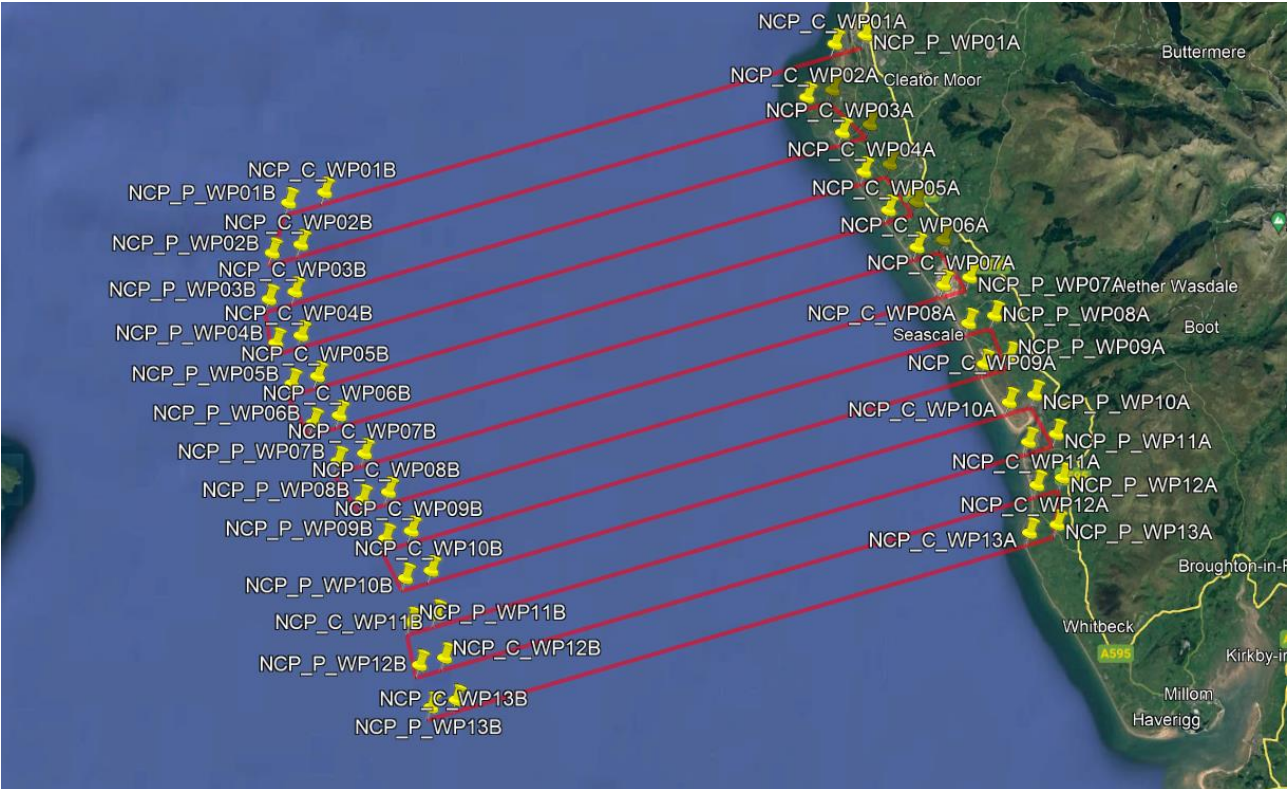 NCP_C_WP01A
NCP_P_WP01A
Buttermere
NCP_C_WP02A
Cleator Moor
NCP_C_WP03A
NCP_C_WP04A
NCP_C_WP01B
NCP_P_WP01B
NCP_C_WP05A
NCP_C_WP02B
NCP_C_WP06A
NCP_P_WP02B
NCP_C_WP03B
NCP_C_WP07A
NCP_P_WP03B
NCP_P_WP07A
Nether Wasdale
NCP_C_WP04B
NCP_C_WP08A
NCP_P_WP08A
NCP_P_WP04B
Seascale
Boot
NCP_C_WP05B
NCP_P_WP09A
NCP_C_WP09A
NCP_P_WP05B
NCP_C_WP06B
NCP_P_WP06B
NCP_C_WP10A
NCP_P_WP10A
NCP_C_WP07B
NCP_P_WP07B
NCP_P_WP11A
NCP_C_WP08B
NCP_C_WP11A
NCP_P_WP08B
NCP_P_WP12A
NCP_C_WP09B
NCP_C_WP12A
NCP_P_WP09B
NCP_P_WP13A
NCP_C_WP13A
NCP_C_WP10B
NCP_P_WP10B
Broughton-in-F
NCP_C_WP11B
NCP_P_WP11B
Whitbeck
NCP_C_WP12B
A595
Kirkby-in
NCP_P_WP12B
NCP_C_WP13B
Millom
NCP_P_WP13B
Haverigg